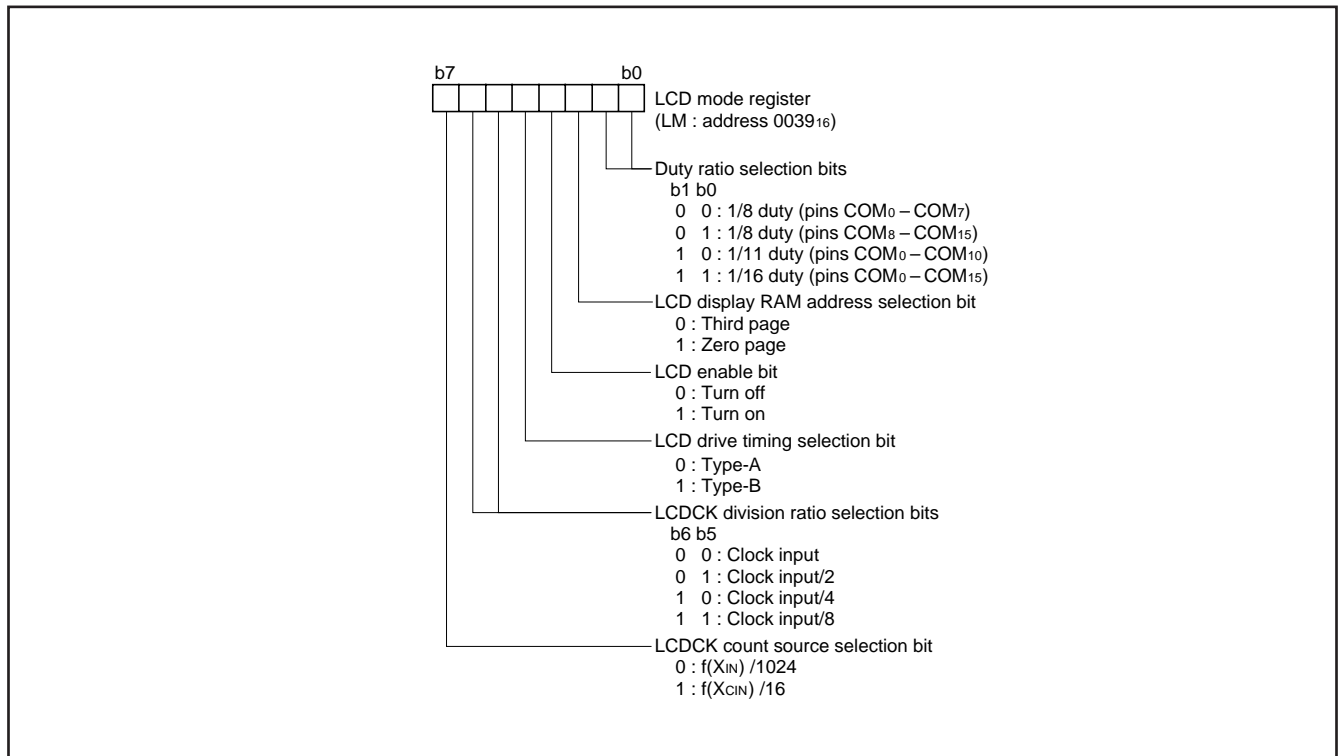 b7 b0
LCD mode register
(LM : address 0039₁₆)
Duty ratio selection bits
b1 b0
0 0 : 1/8 duty (pins COM₀ – COM₇)
0 1 : 1/8 duty (pins COM₈ – COM₁₅)
1 0 : 1/11 duty (pins COM₀ – COM₁₀)
1 1 : 1/16 duty (pins COM₀ – COM₁₅)
LCD display RAM address selection bit
0 : Third page
1 : Zero page
LCD enable bit
0 : Turn off
1 : Turn on
LCD drive timing selection bit
0 : Type-A
1 : Type-B
LCDCK division ratio selection bits
b6 b5
0 0 : Clock input
0 1 : Clock input/2
1 0 : Clock input/4
1 1 : Clock input/8
LCDCK count source selection bit
0 : f(XIN) /1024
1 : f(XCIN) /16